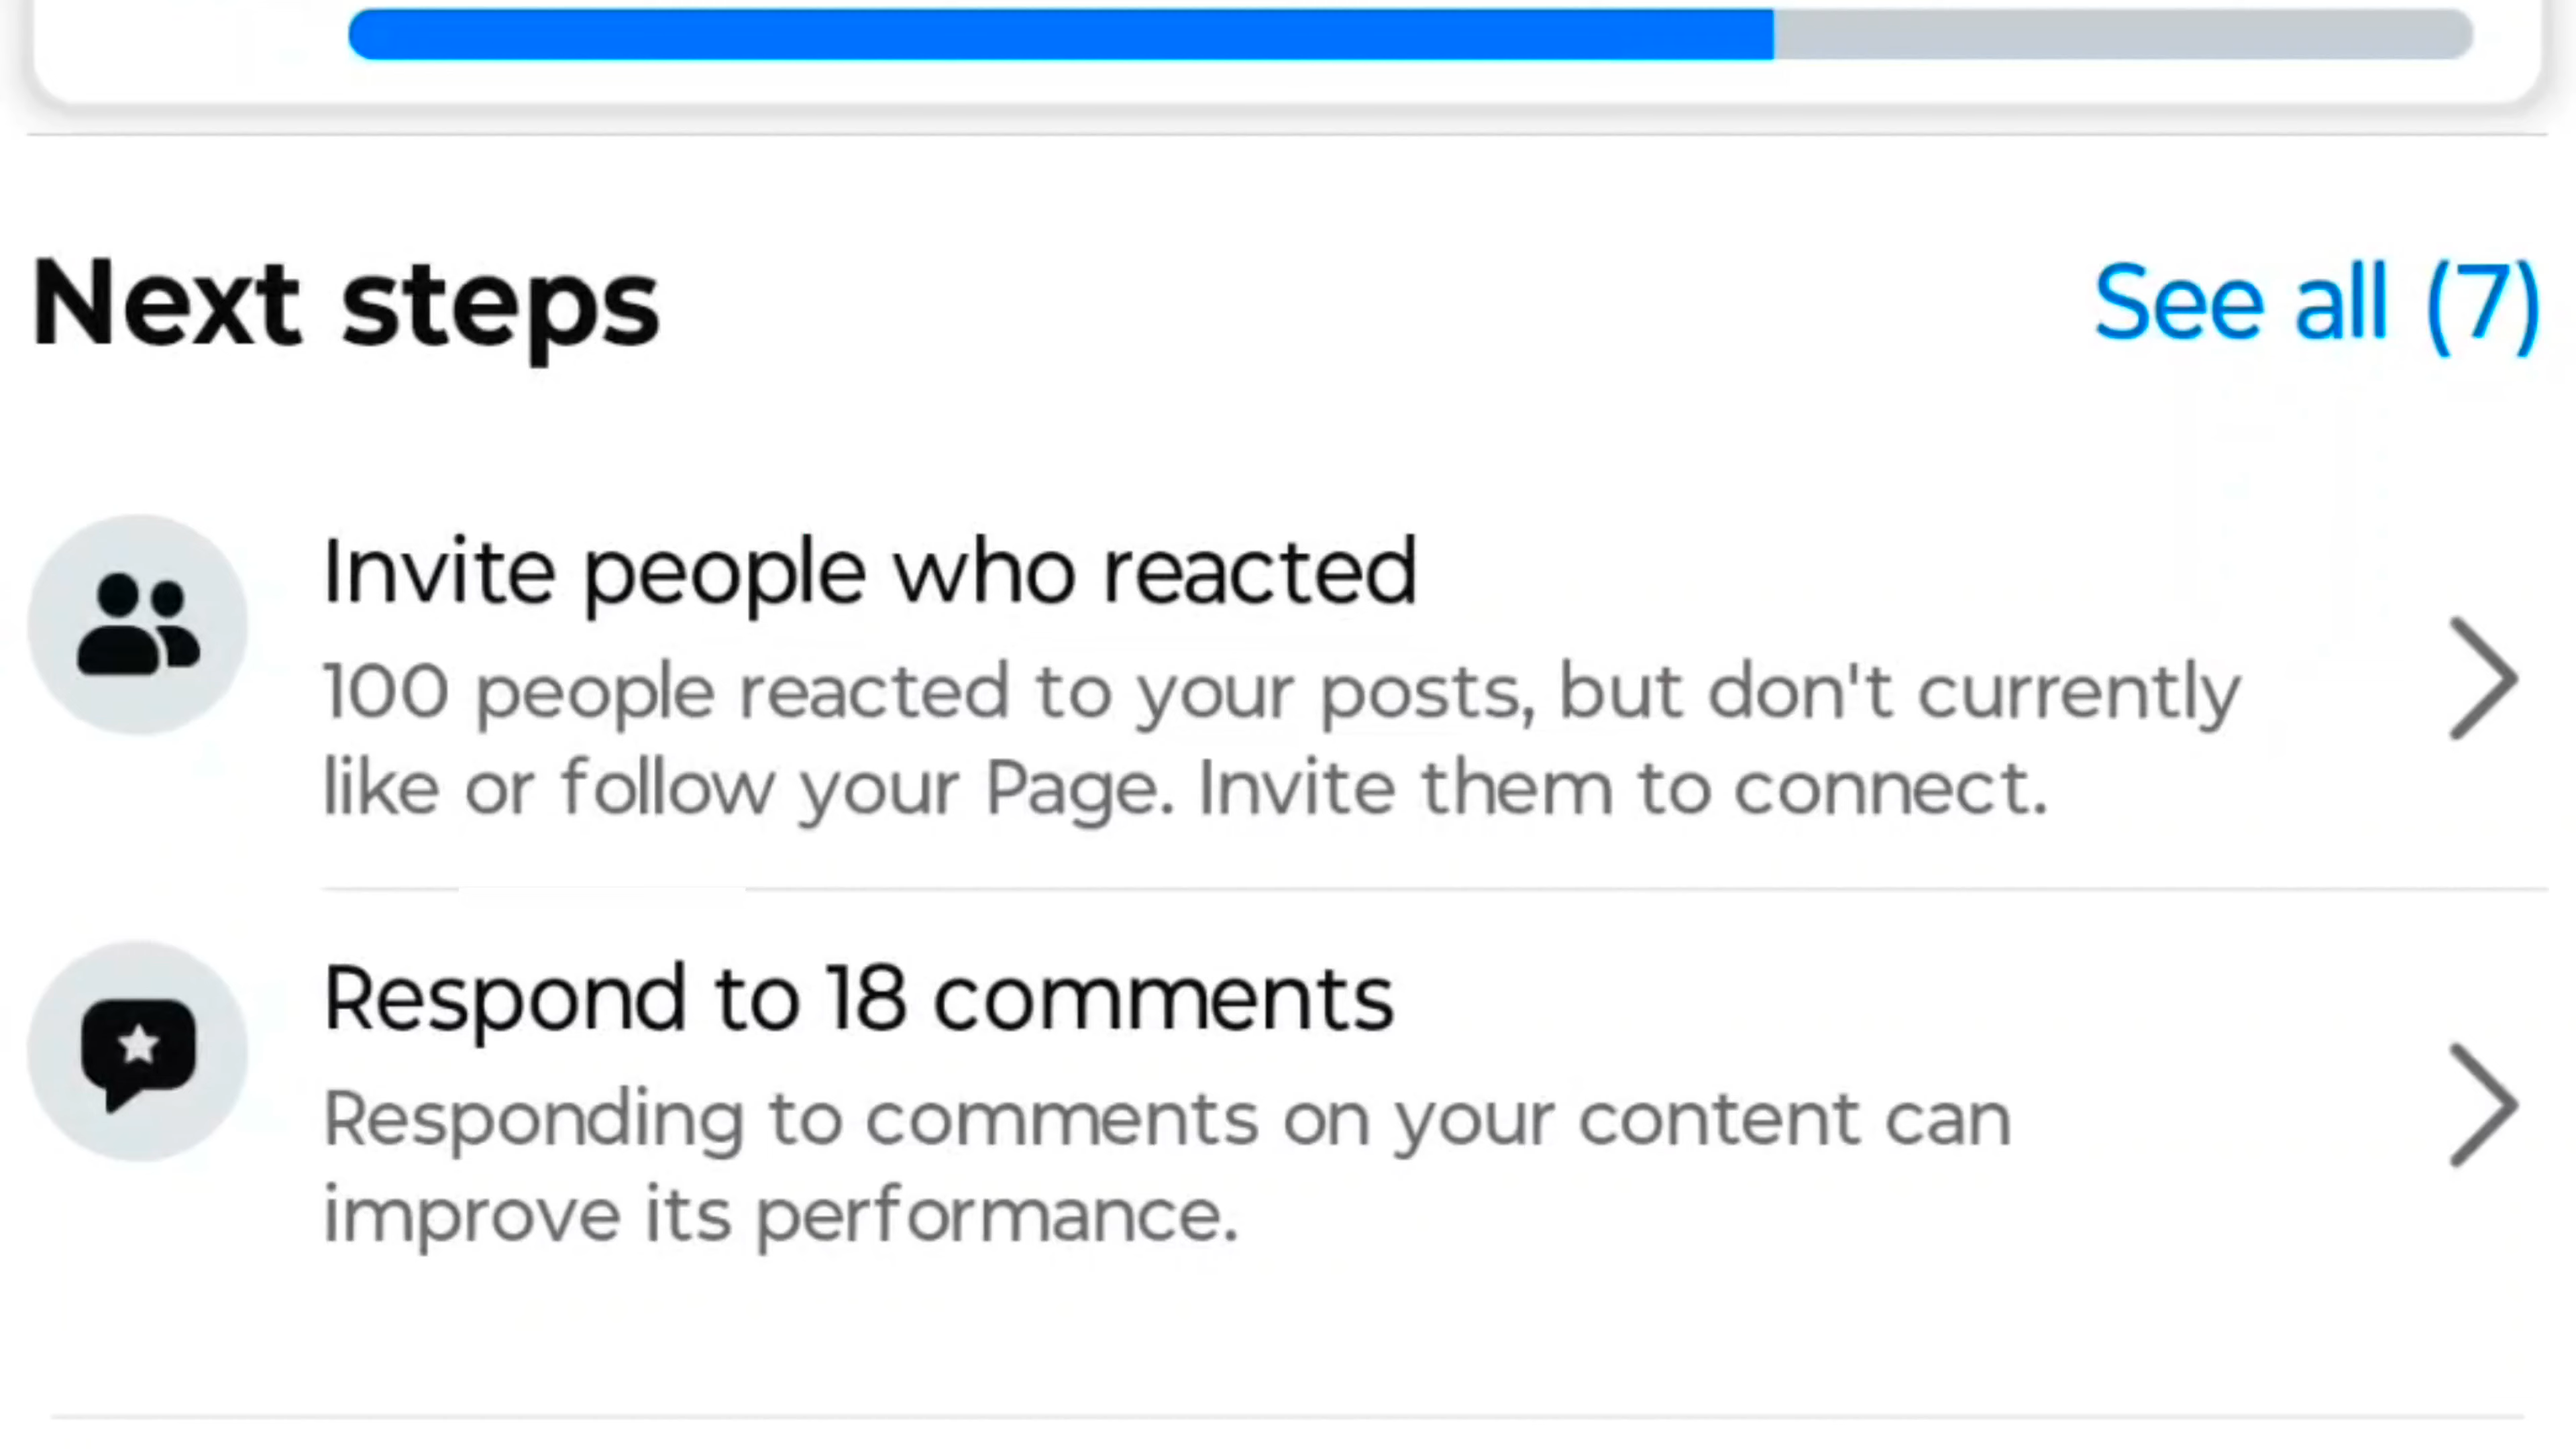 Next steps
See all (7)
Invite people who reacted
100 people reacted to your posts, but don't currently
like or follow your Page. Invite them to connect.
Respond to 18 comments
Responding to comments on your content can
improve its performance.